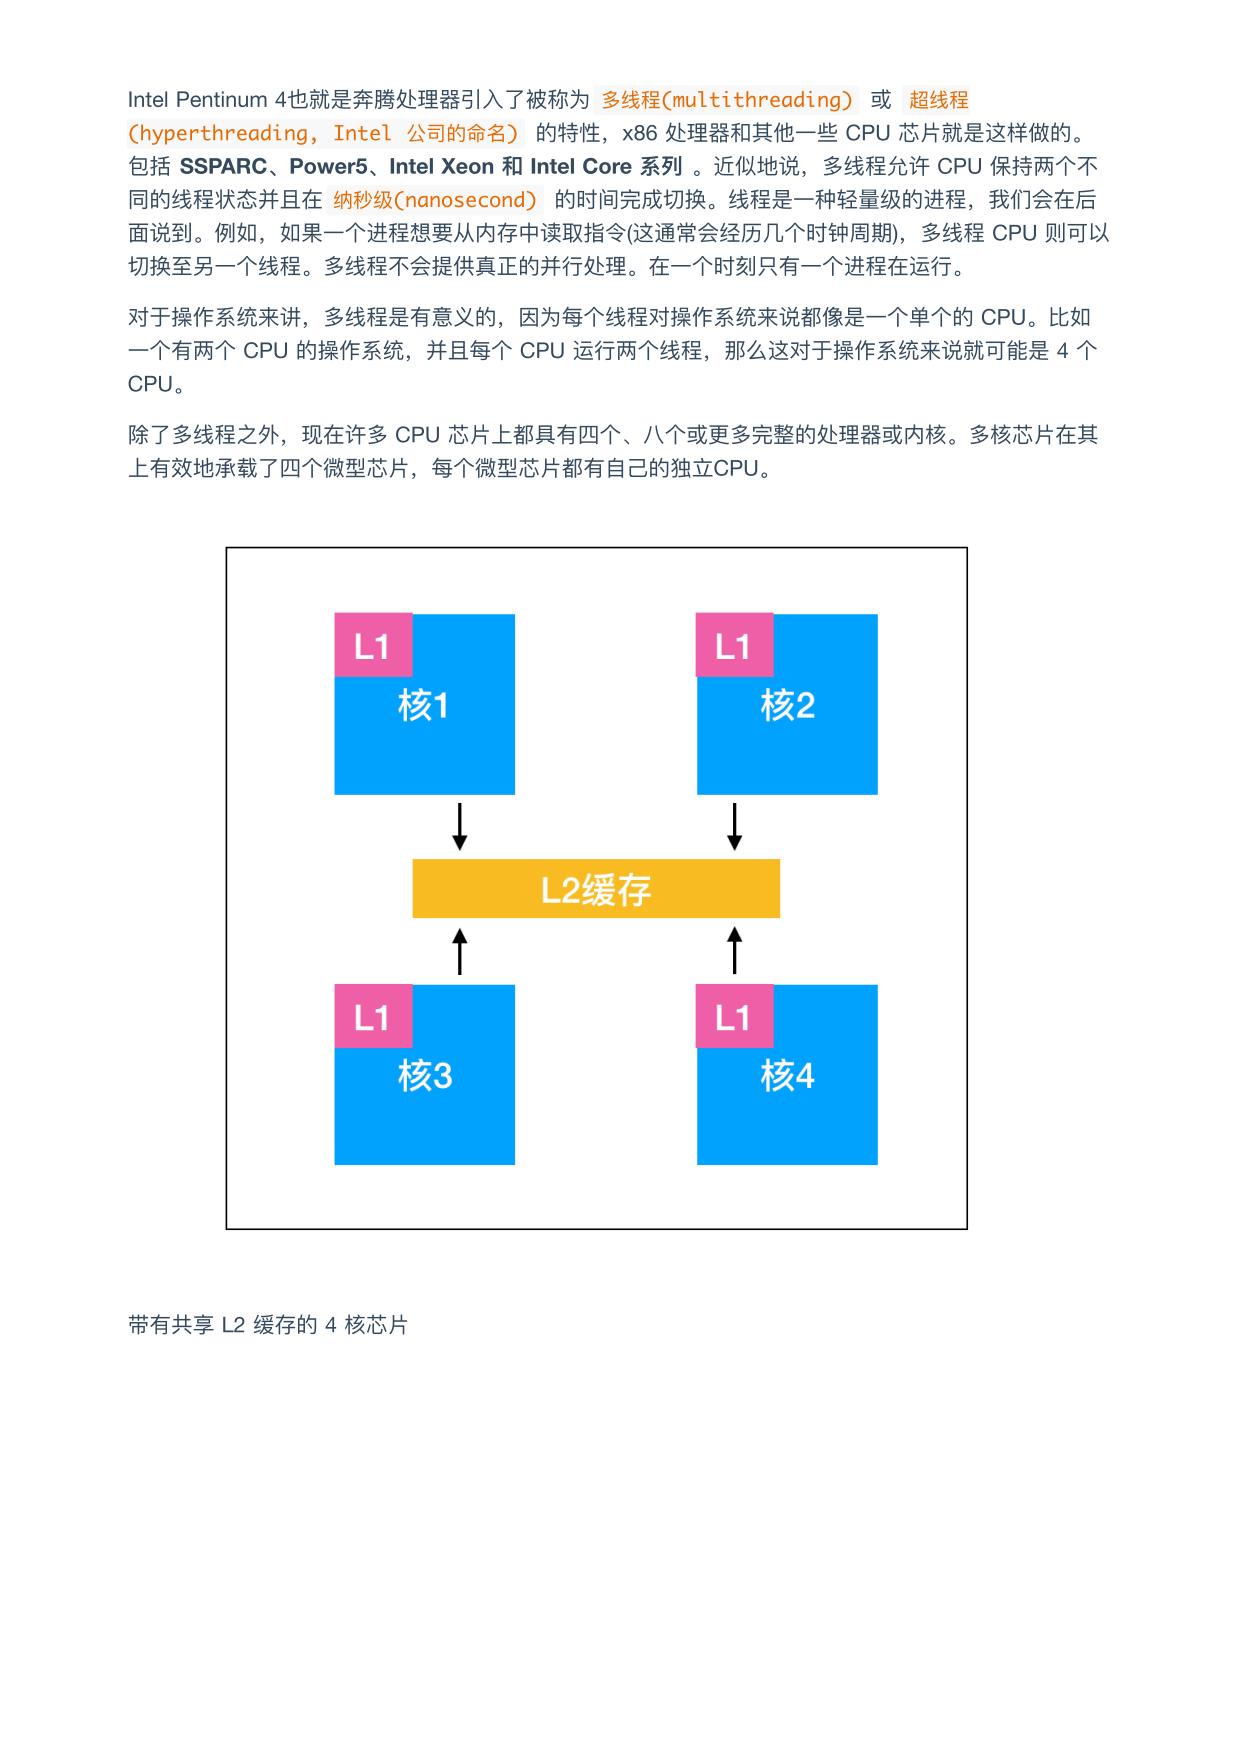 Intel Pentinum 4也就是奔腾处理器引入了被称为 多线程(multithreading) 或 超线程
(hyperthreading, Intel 公司的命名) 的特性，x86 处理器和其他一些 CPU 芯片就是这样做的。
包括 SSPARC、Power5、Intel Xeon 和 Intel Core 系列 。近似地说，多线程允许 CPU 保持两个不
同的线程状态并且在 纳秒级(nanosecond) 的时间完成切换。线程是一种轻量级的进程，我们会在后
面说到。例如，如果一个进程想要从内存中读取指令(这通常会经历几个时钟周期)，多线程 CPU 则可以
切换至另一个线程。多线程不会提供真正的并行处理。在一个时刻只有一个进程在运行。
对于操作系统来讲，多线程是有意义的，因为每个线程对操作系统来说都像是一个单个的 CPU。比如
一个有两个 CPU 的操作系统，并且每个 CPU 运行两个线程，那么这对于操作系统来说就可能是 4 个
CPU。
除了多线程之外，现在许多 CPU 芯片上都具有四个、八个或更多完整的处理器或内核。多核芯片在其
上有效地承载了四个微型芯片，每个微型芯片都有自己的独立CPU。
L1
核1
L1
核2
L2缓存
L1
核3
L1
核4
带有共享 L2 缓存的 4 核芯片